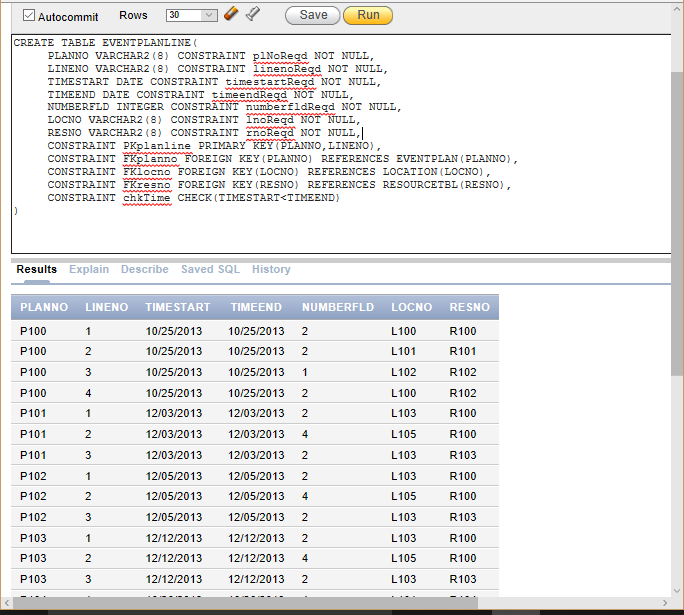 Autocommit Rows 30 Save Run
CREATE TABLE EVENTPLANLINE(
PLANNO VARCHAR2(8) CONSTRAINT plNoReqd NOT NULL,
LINENO VARCHAR2(8) CONSTRAINT linenoReqd NOT NULL,
TIMESTART DATE CONSTRAINT timestartReqd NOT NULL,
TIMEEND DATE CONSTRAINT timeendReqd NOT NULL,
NUMBERFLD INTEGER CONSTRAINT numberfldReqd NOT NULL,
LOCNO VARCHAR2(8) CONSTRAINT lnoReqd NOT NULL,
RESNO VARCHAR2(8) CONSTRAINT rnoReqd NOT NULL,
CONSTRAINT PKplanline PRIMARY KEY(PLANNO,LINENO),
CONSTRAINT FKplanno FOREIGN KEY(PLANNO) REFERENCES EVENTPLAN(PLANNO),
CONSTRAINT FKlocno FOREIGN KEY(LOCNO) REFERENCES LOCATION(LOCNO),
CONSTRAINT FKresno FOREIGN KEY(RESNO) REFERENCES RESOURCETBL(RESNO),
CONSTRAINT chkTime CHECK(TIMESTART<TIMEEND)
)
Results Explain Describe Saved SQL History
PLANNO LINENO TIMESTART TIMEEND NUMBERFLD LOCNO RESNO
P100 1 10/25/2013 10/25/2013 2 L100 R100
P100 2 10/25/2013 10/25/2013 2 L101 R101
P100 3 10/25/2013 10/25/2013 1 L102 R102
P100 4 10/25/2013 10/25/2013 2 L100 R102
P101 1 12/03/2013 12/03/2013 2 L103 R100
P101 2 12/03/2013 12/03/2013 4 L105 R100
P101 3 12/03/2013 12/03/2013 2 L103 R103
P102 1 12/05/2013 12/05/2013 2 L103 R100
P102 2 12/05/2013 12/05/2013 4 L105 R100
P102 3 12/05/2013 12/05/2013 2 L103 R103
P103 1 12/12/2013 12/12/2013 2 L103 R100
P103 2 12/12/2013 12/12/2013 4 L105 R100
P103 3 12/12/2013 12/12/2013 2 L103 R103